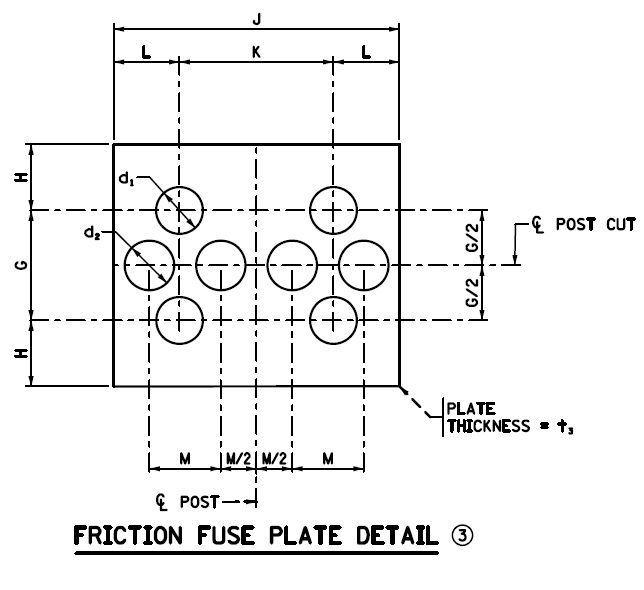 J
L K L
H
d₁
G/2
℄ POST CUT
d₂
G
G/2
H
PLATE
THICKNESS = t₃
M M/2 M/2 M
℄ POST
FRICTION FUSE PLATE DETAIL ③